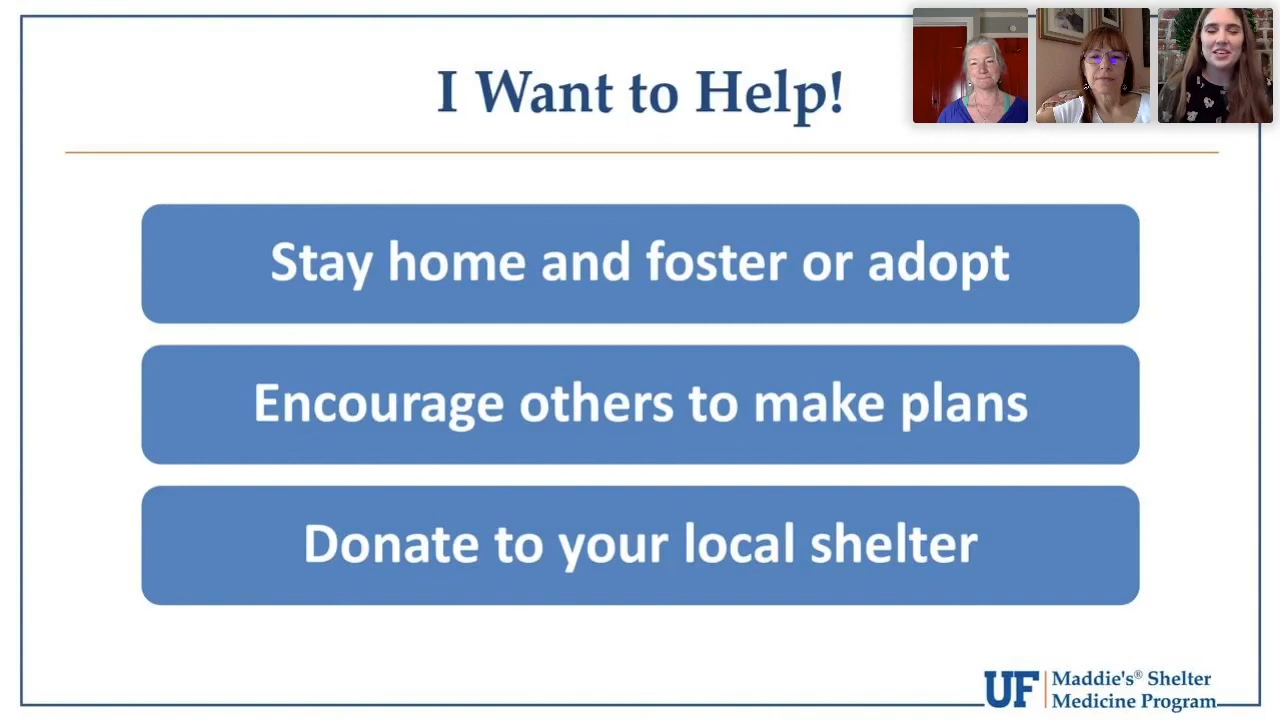 I Want to Help!
Stay home and foster or adopt
Encourage others to make plans
Donate to your local shelter
UF Maddie's® Shelter
Medicine Program